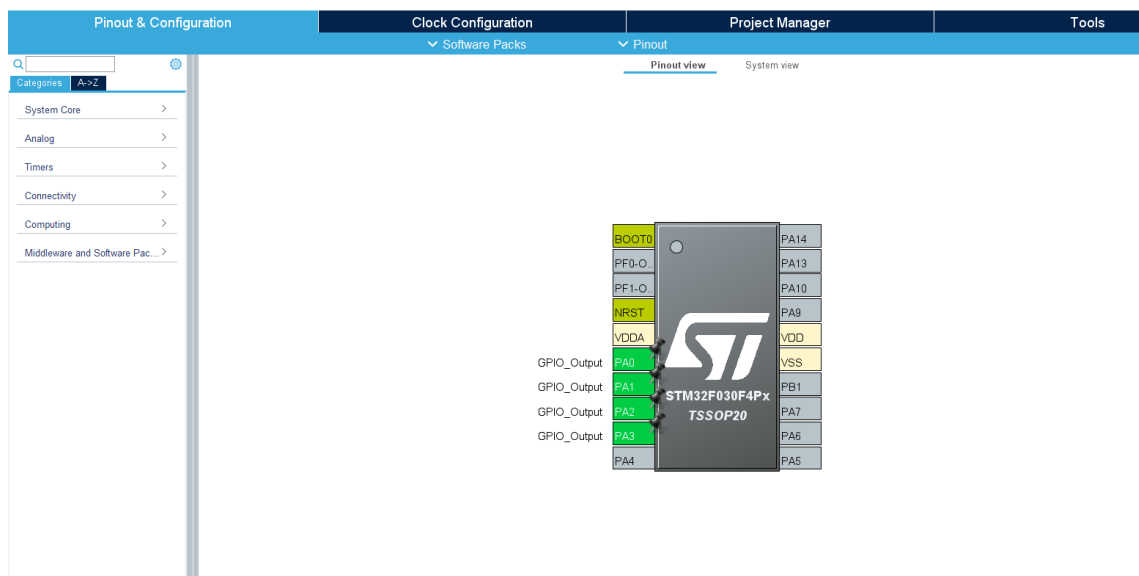 Pinout & Configuration Clock Configuration Project Manager Tools
Software Packs Pinout
Pinout view System view
Categories A->Z
System Core
Analog
Timers
Connectivity
Computing
Middleware and Software Pac...
BOOT0 PA14
PF0-O.. PA13
PF1-O.. PA10
NRST PA9
VDDA VDD
GPIO_Output PA0 VSS
GPIO_Output PA1 PB1
STM32F030F4Px
GPIO_Output PA2 TSSOP20 PA7
GPIO_Output PA3 PA6
PA4 PA5